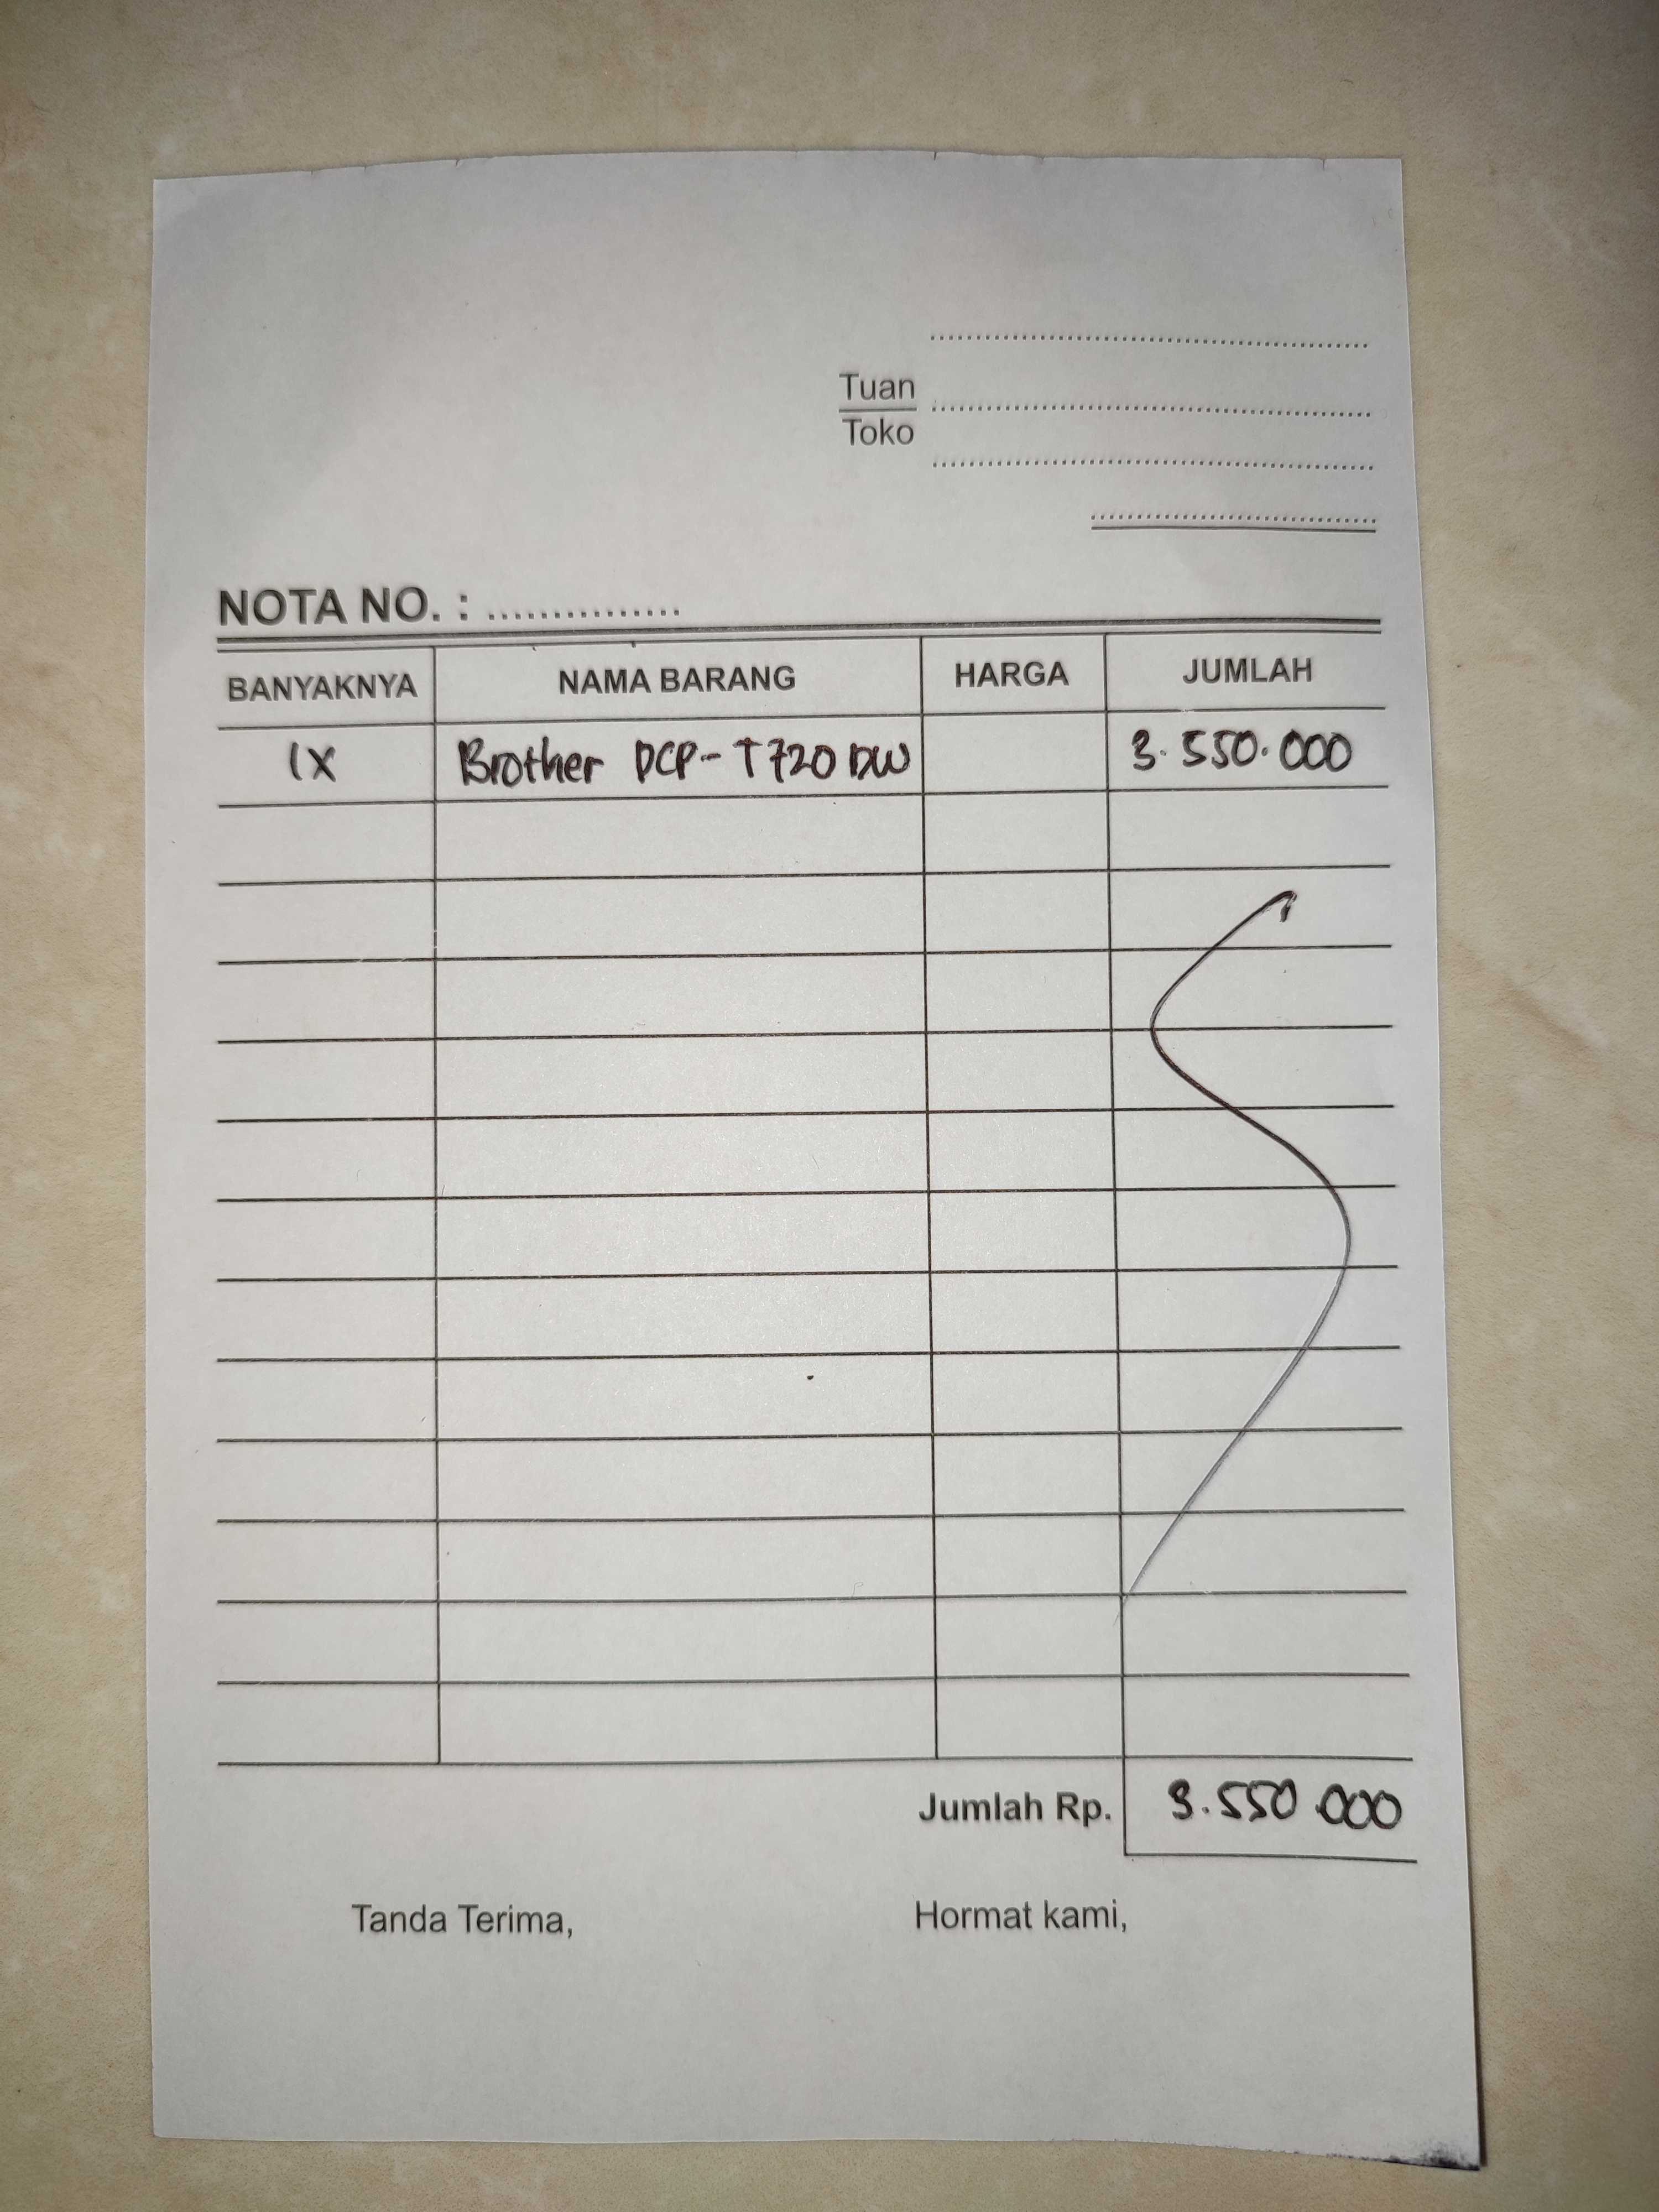 Tuan
Toko
NOTA NO. : ...............
BANYAKNYA NAMA BARANG HARGA JUMLAH
1X Brother DCP-T720DW 3.550.000
Jumlah Rp. 3.550.000
Tanda Terima, Hormat kami,